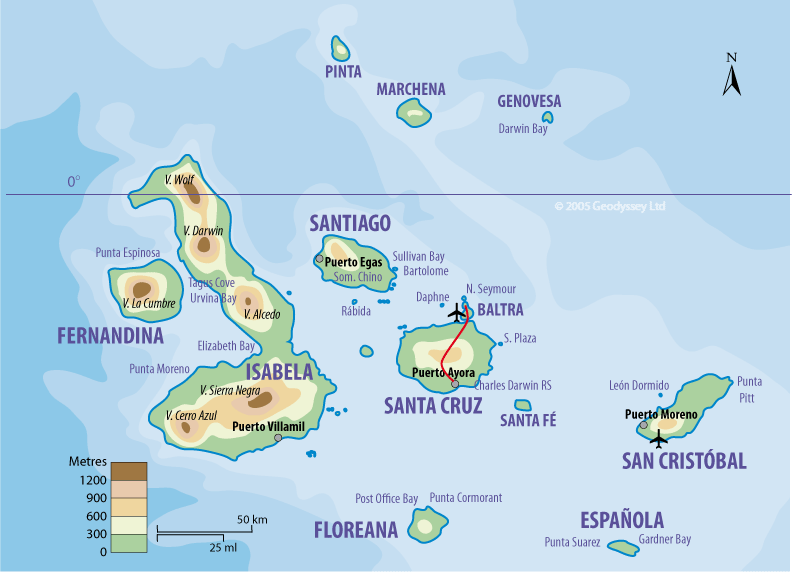 PINTA
MARCHENA
GENOVESA
Darwin Bay
N
0°
© 2005 Geodyssey Ltd
V. Wolf
V. Darwin
SANTIAGO
Puerto Egas
Sullivan Bay
Bartolome
Som. Chino
Rábida
Punta Espinosa
Tagus Cove
Urvina Bay
V. La Cumbre
V. Alcedo
FERNANDINA
Elizabeth Bay
Daphne
N. Seymour
BALTRA
S. Plaza
Punta Moreno
ISABELA
V. Sierra Negra
V. Cerro Azul
Puerto Villamil
Puerto Ayora
Charles Darwin RS
SANTA CRUZ
SANTA FÉ
León Dormido
Punta
Pitt
Puerto Moreno
SAN CRISTÓBAL
Metres
1200
900
600
300
0
50 km
25 ml
Post Office Bay
Punta Cormorant
FLOREANA
ESPAÑOLA
Punta Suarez
Gardner Bay